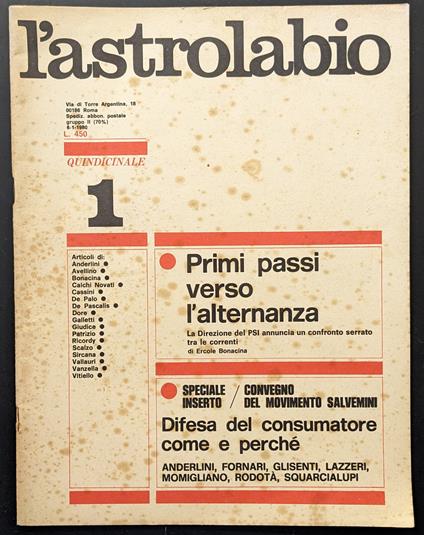 l'astrolabio
Via di Torre Argentina, 18
00186 Roma
Spediz. abbon. postale
gruppo II (70%)
6-1-1980
L. 450
QUINDICINALE
1
Articoli di:
Anderlini ●
Avellino ●
Bonacina ●
Calchi Novati ●
Cassini ●
De Palo ●
De Pascalis ●
Dore ●
Galletti ●
Giudice ●
Patrizio ●
Ricordy ●
Scalzo ●
Sircana ●
Vallauri ●
Vanzella ●
Vitiello ●
● Primi passi
verso
l'alternanza
La Direzione del PSI annuncia un confronto serrato
tra le correnti
di Ercole Bonacina
● SPECIALE / CONVEGNO
INSERTO / DEL MOVIMENTO SALVEMINI
Difesa del consumatore
come e perché
ANDERLINI, FORNARI, GLISENTI, LAZZERI,
MOMIGLIANO, RODOTÀ, SQUARCIALUPI